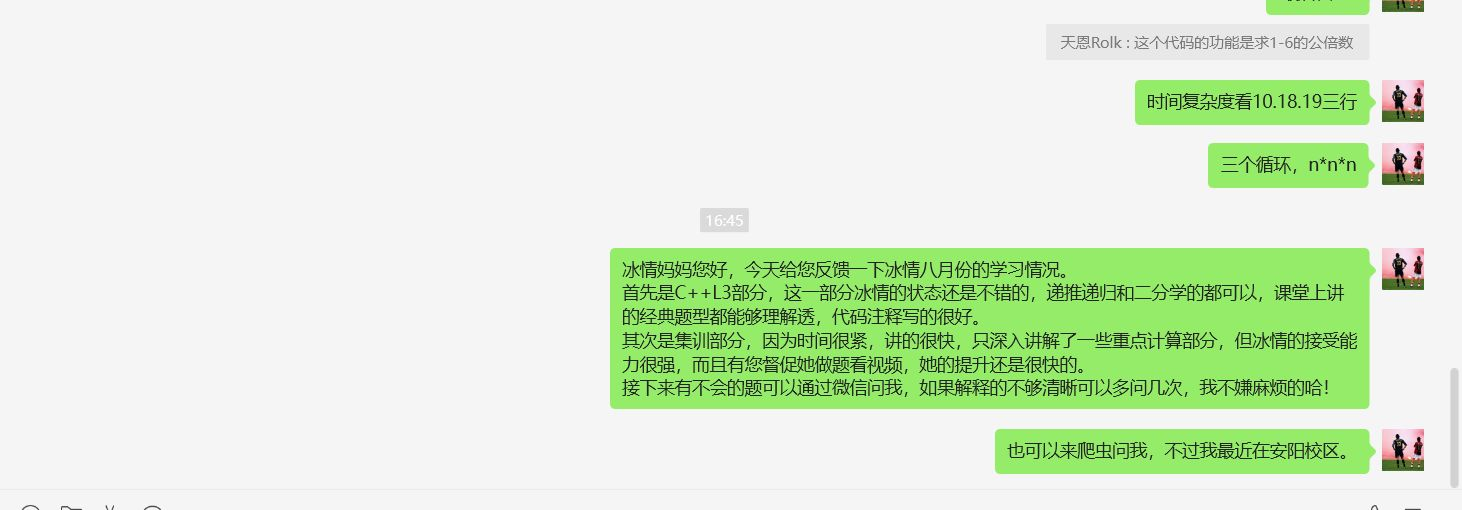 天恩Rolk : 这个代码的功能是求1-6的公倍数
时间复杂度看10.18.19三行
三个循环，n*n*n
16:45
冰情妈妈您好，今天给您反馈一下冰情八月份的学习情况。
首先是C++L3部分，这一部分冰情的状态还是不错的，递推递归和二分学的都可以，课堂上讲
的经典题型都能够理解透，代码注释写的很好。
其次是集训部分，因为时间很紧，讲的很快，只深入讲解了一些重点计算部分，但冰情的接受能
力很强，而且有您督促她做题看视频，她的提升还是很快的。
接下来有不会的题可以通过微信问我，如果解释的不够清晰可以多问几次，我不嫌麻烦的哈！
也可以来爬虫问我，不过我最近在安阳校区。